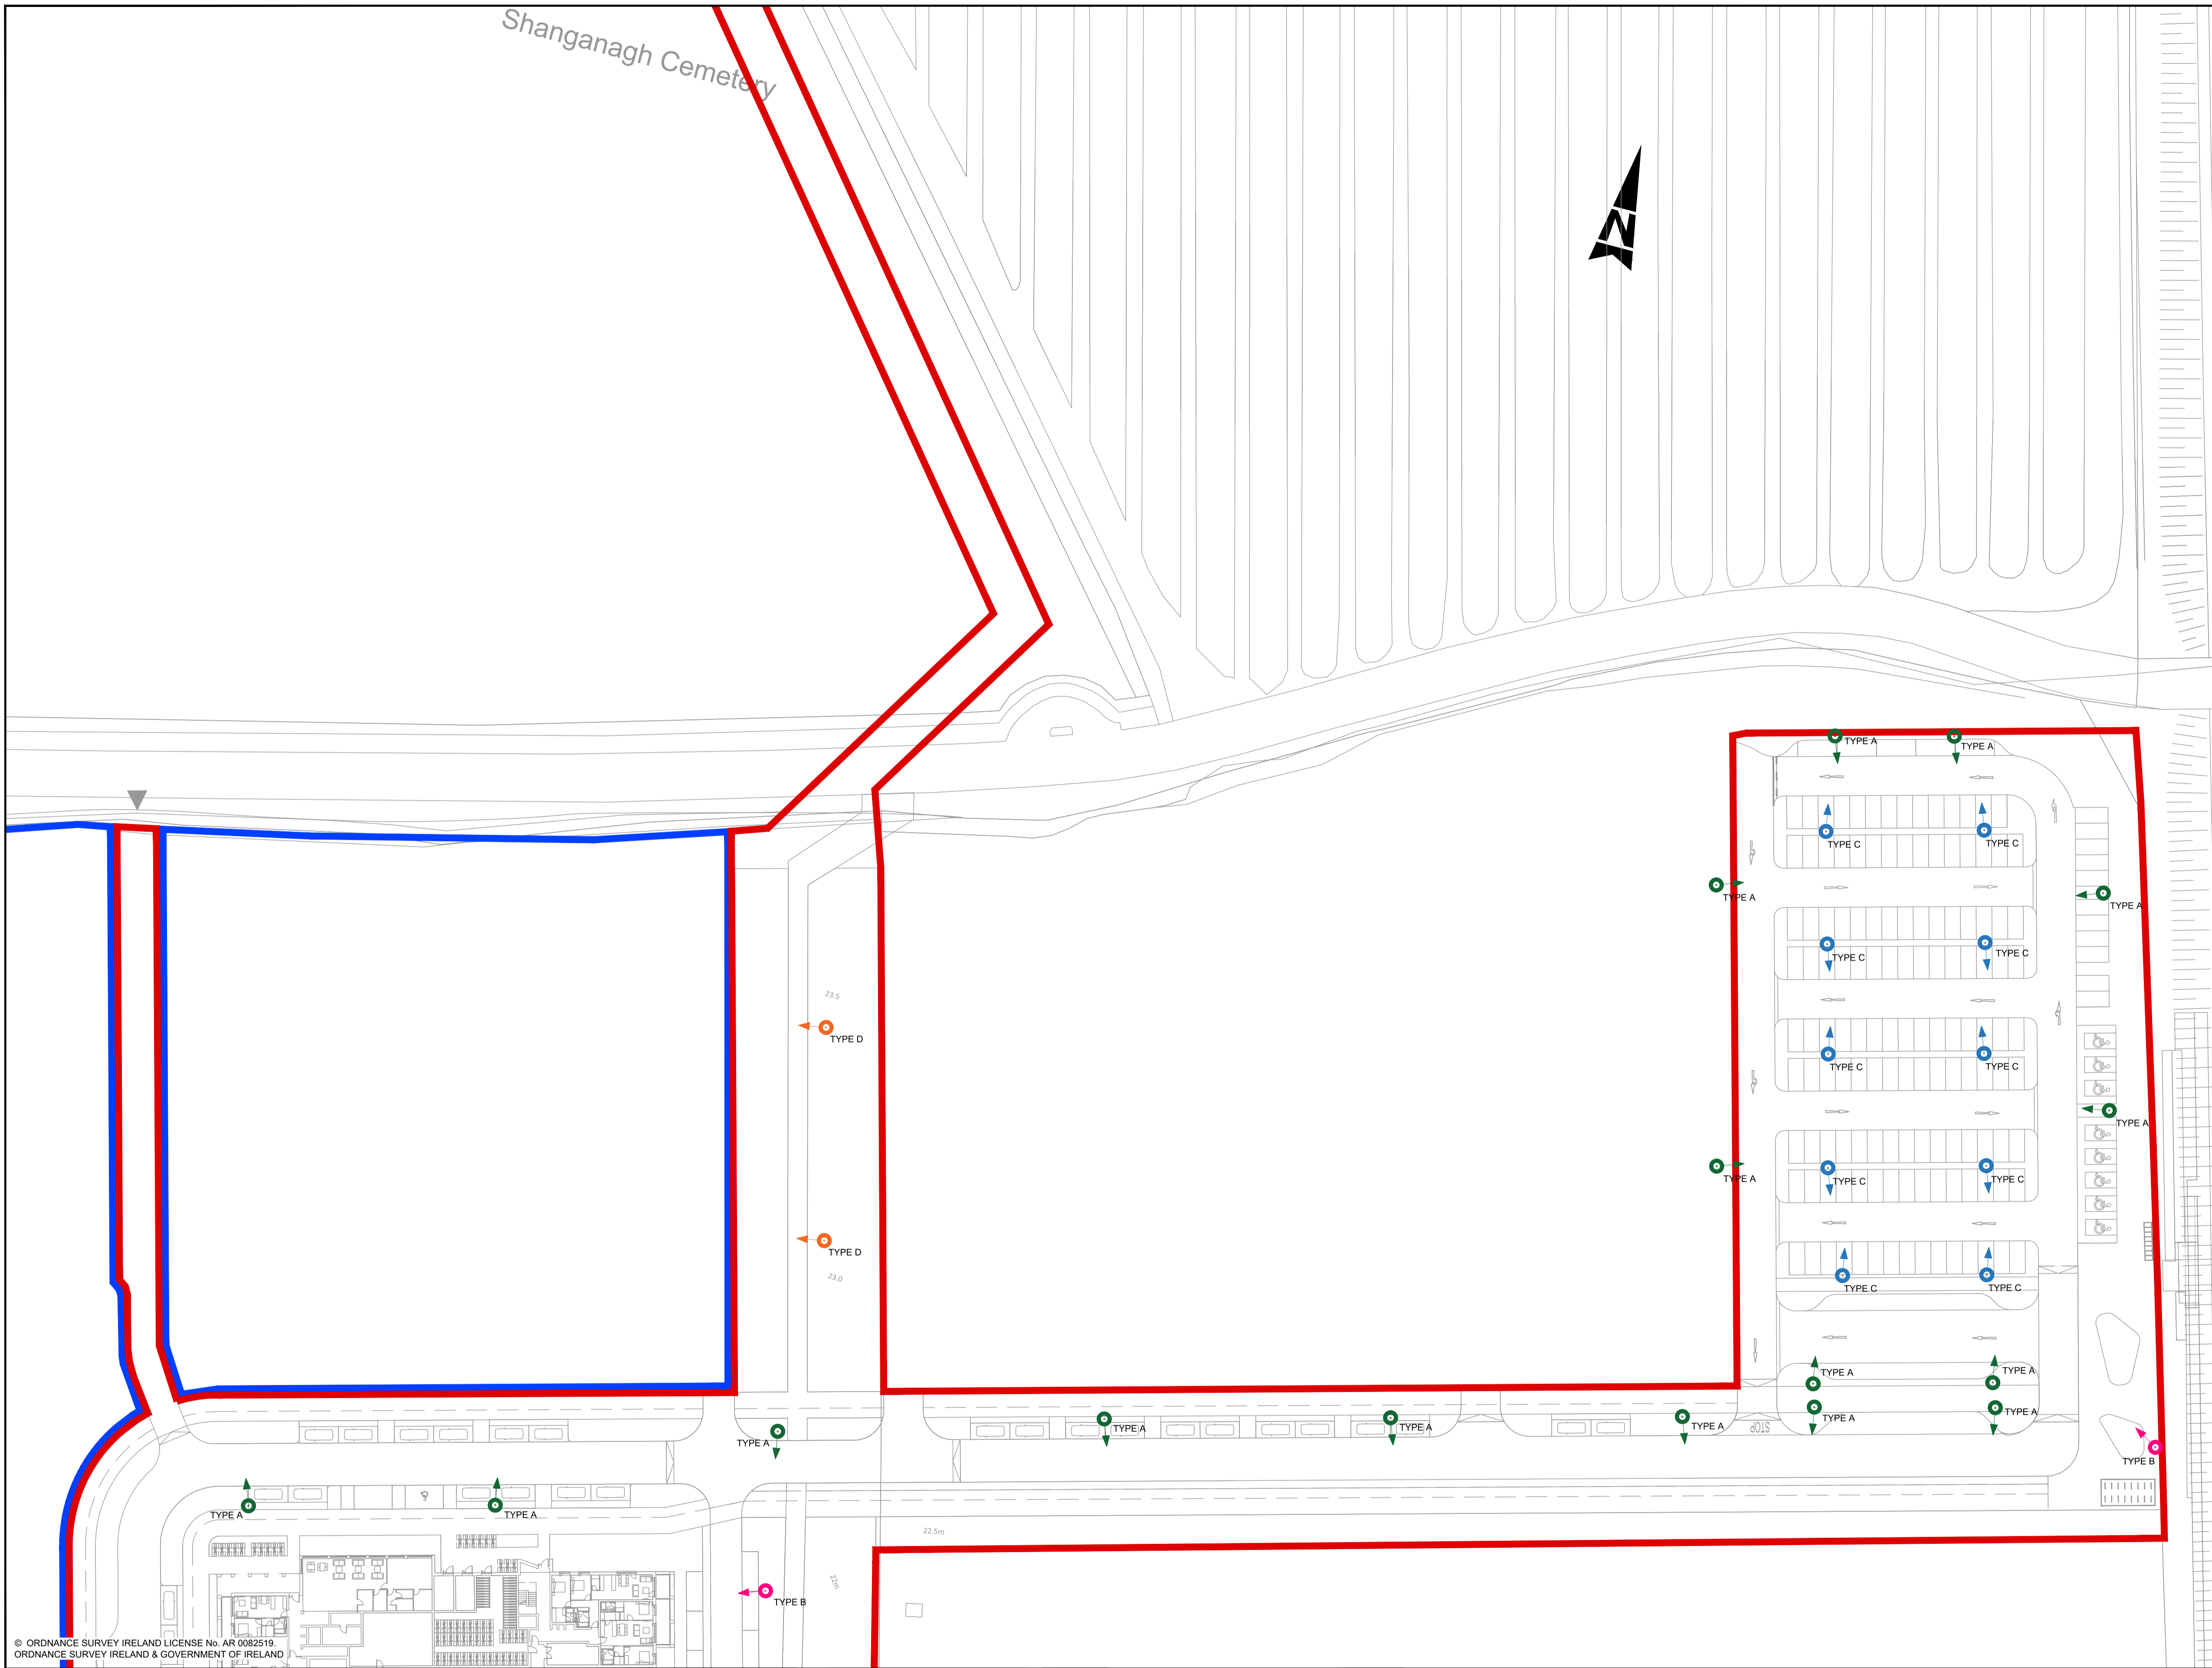 Shanganagh Cemetery
N
TYPE A
TYPE A
TYPE C
TYPE C
TYPE A
TYPE A
TYPE C
TYPE C
23.5
TYPE D
TYPE C
TYPE C
TYPE A
TYPE A
TYPE C
TYPE C
TYPE D
23.0
TYPE C
TYPE C
TYPE A
TYPE A
TYPE A
TYPE A
TYPE A
TYPE A
TYPE A
STOP
TYPE A
TYPE B
TYPE A
TYPE A
22.5m
22m
TYPE B
© ORDNANCE SURVEY IRELAND LICENSE No. AR 0082519.
ORDNANCE SURVEY IRELAND & GOVERNMENT OF IRELAND